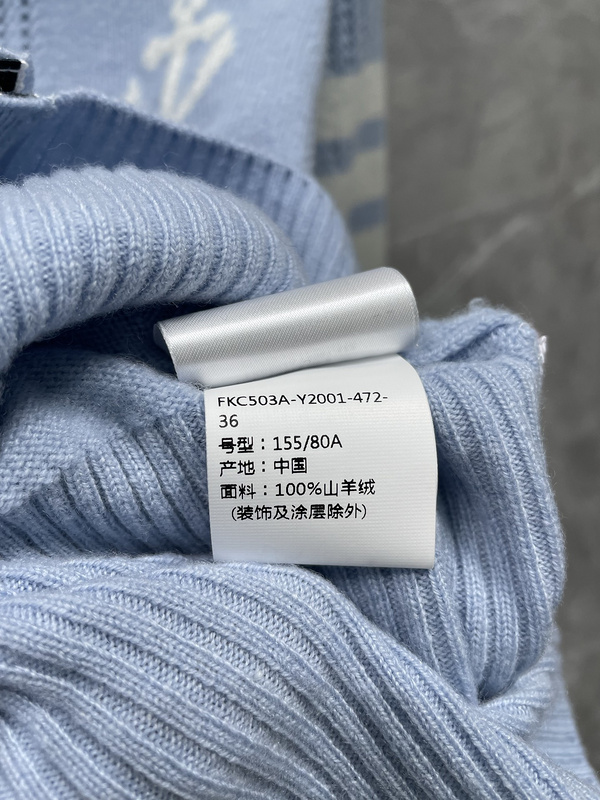 FKC503A-Y2001-472-
36
号型：155/80A
产地：中国
面料：100%山羊绒
(装饰及涂层除外)